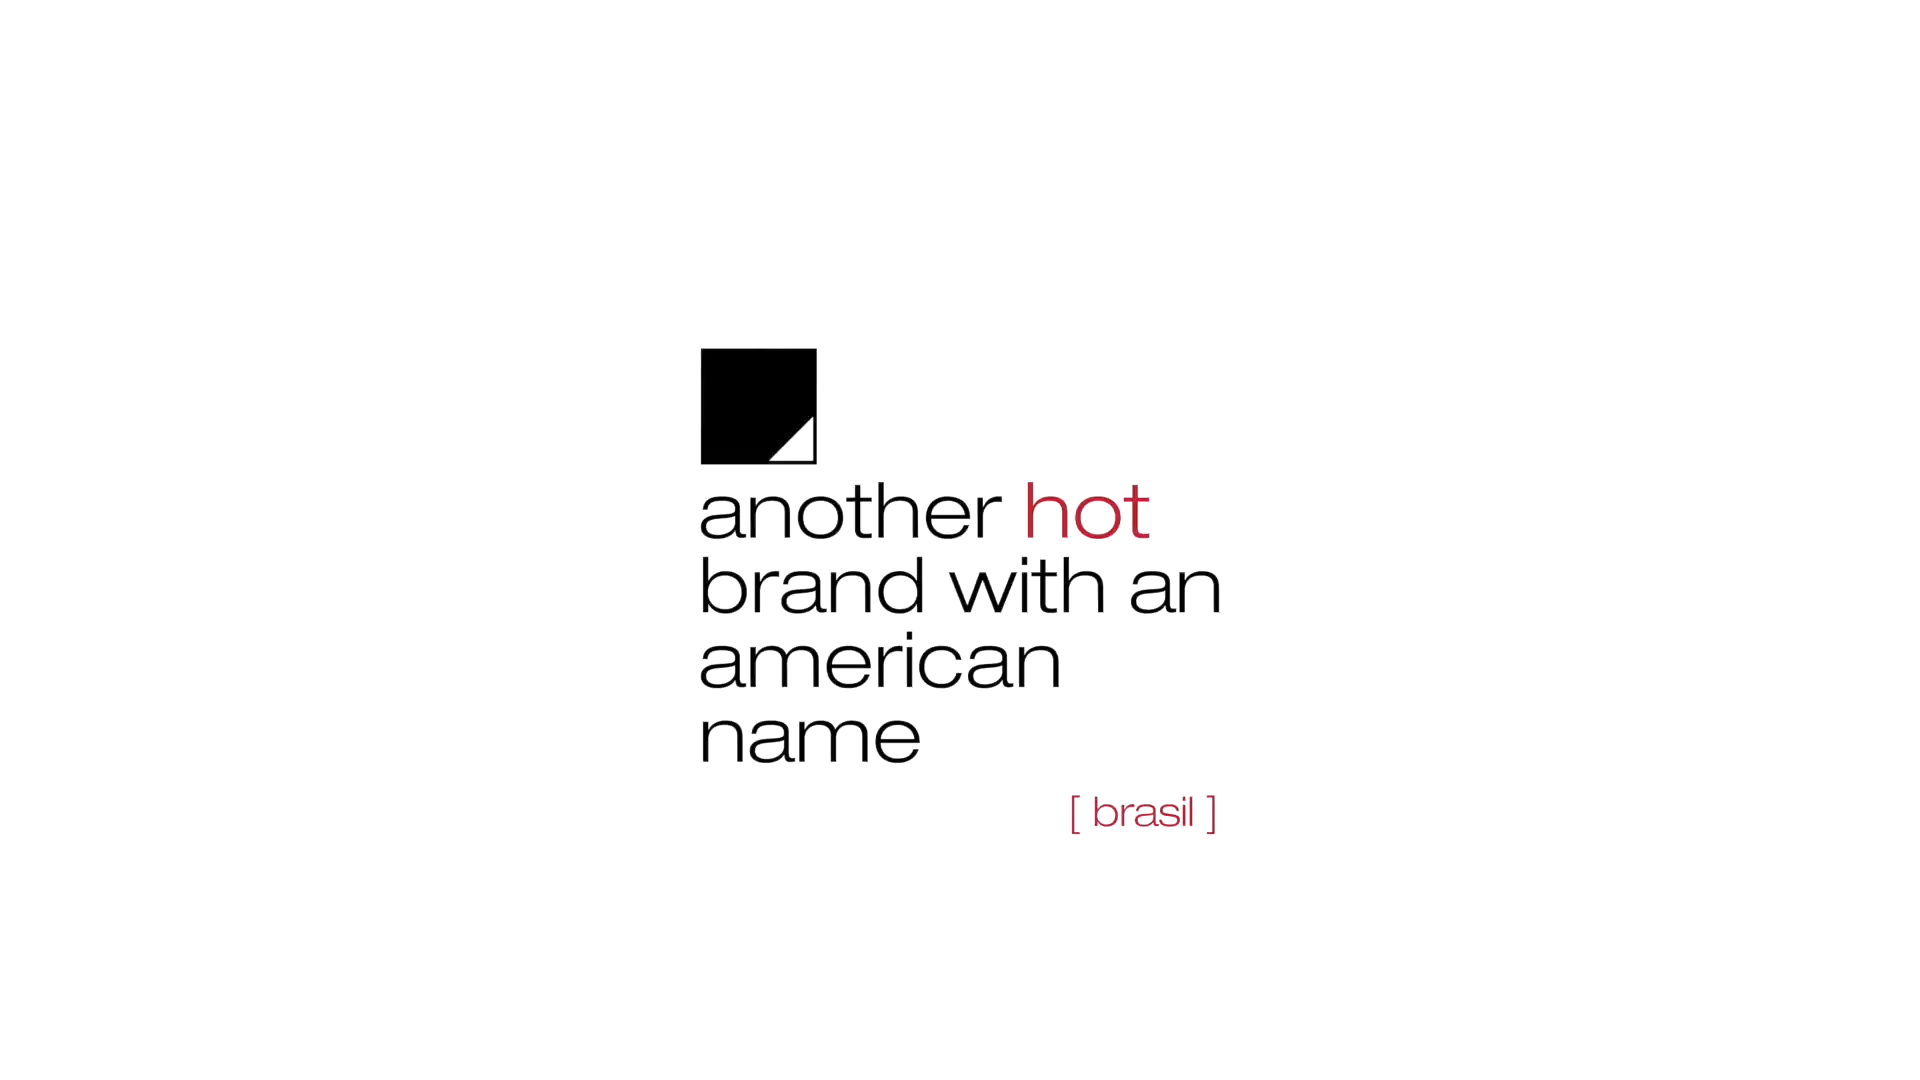 another hot
brand with an
american
name
[ brasil ]